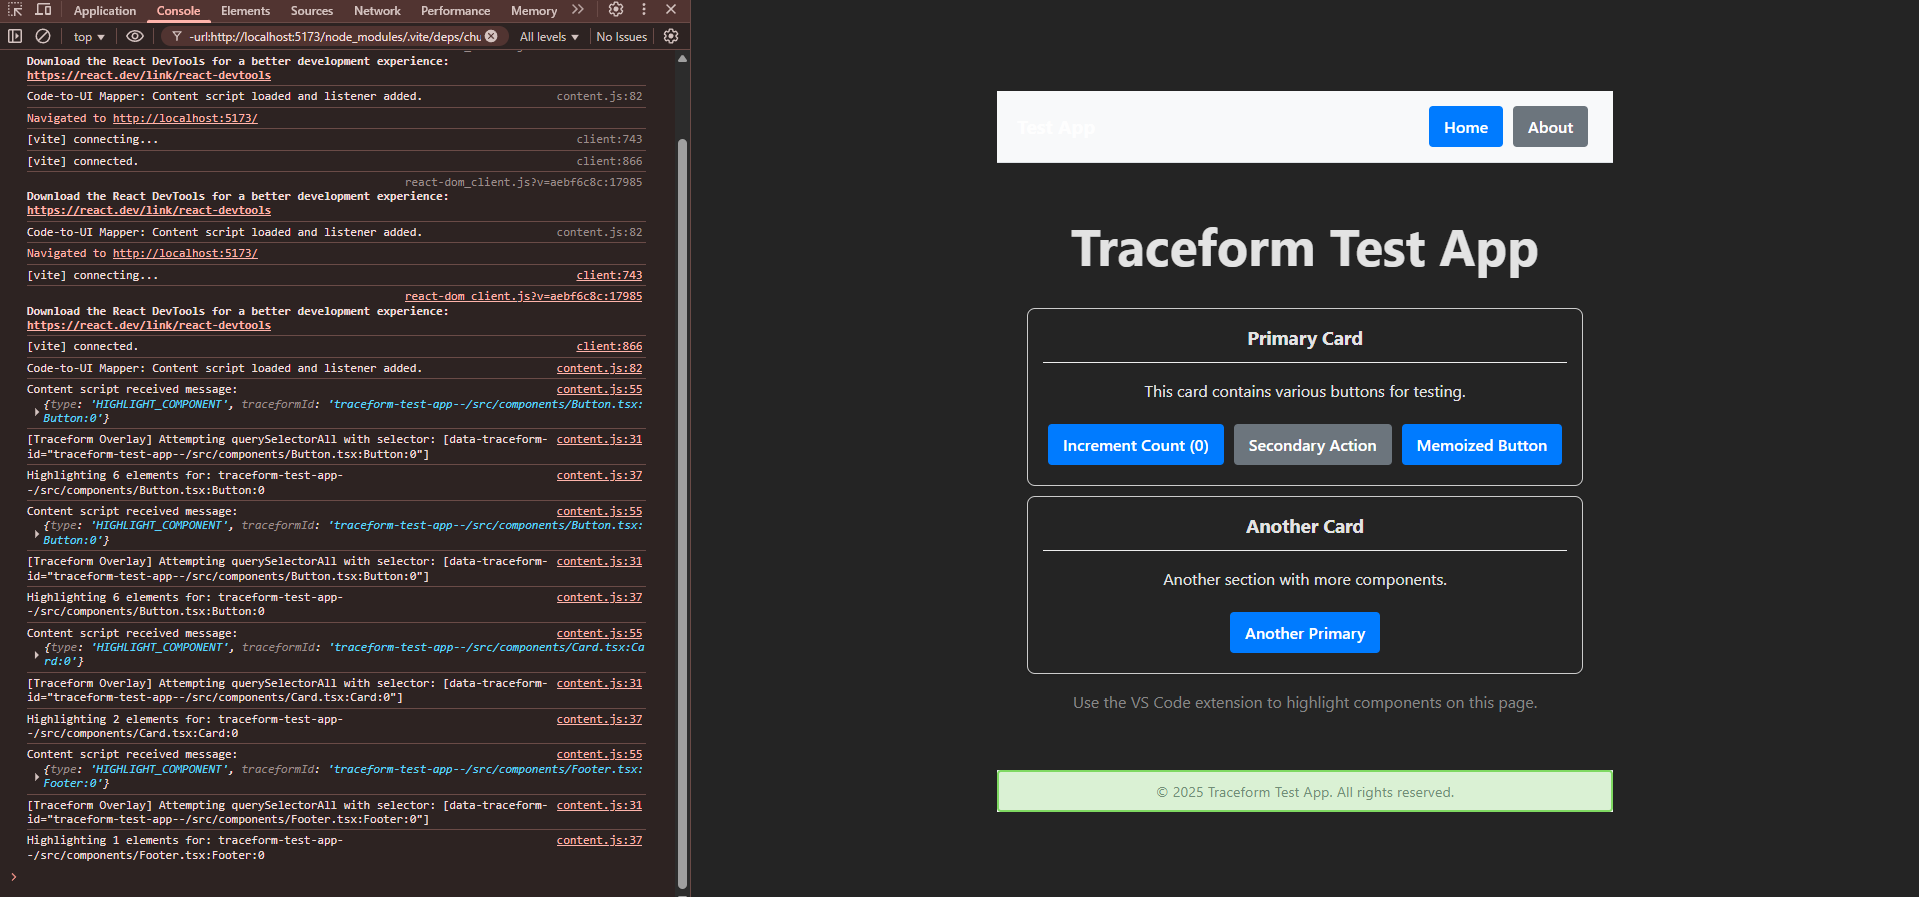 Application Console Elements Sources Network Performance Memory
top -url:http://localhost:5173/node_modules/.vite/deps/chu All levels No Issues
Download the React DevTools for a better development experience:
https://react.dev/link/react-devtools
Code-to-UI Mapper: Content script loaded and listener added. content.js:82
Navigated to http://localhost:5173/
[vite] connecting... client:743
[vite] connected. client:866
react-dom_client.js?v=aebf6c8c:17985
Download the React DevTools for a better development experience:
https://react.dev/link/react-devtools
Code-to-UI Mapper: Content script loaded and listener added. content.js:82
Navigated to http://localhost:5173/
[vite] connecting... client:743
react-dom_client.js?v=aebf6c8c:17985
Download the React DevTools for a better development experience:
https://react.dev/link/react-devtools
[vite] connected. client:866
Code-to-UI Mapper: Content script loaded and listener added. content.js:82
Content script received message: content.js:55
{type: 'HIGHLIGHT_COMPONENT', traceformId: 'traceform-test-app--/src/components/Button.tsx:
Button:0'}
[Traceform Overlay] Attempting querySelectorAll with selector: [data-traceform- content.js:31
id="traceform-test-app--/src/components/Button.tsx:Button:0"]
Highlighting 6 elements for: traceform-test-app- content.js:37
-/src/components/Button.tsx:Button:0
Content script received message: content.js:55
{type: 'HIGHLIGHT_COMPONENT', traceformId: 'traceform-test-app--/src/components/Button.tsx:
Button:0'}
[Traceform Overlay] Attempting querySelectorAll with selector: [data-traceform- content.js:31
id="traceform-test-app--/src/components/Button.tsx:Button:0"]
Highlighting 6 elements for: traceform-test-app- content.js:37
-/src/components/Button.tsx:Button:0
Content script received message: content.js:55
{type: 'HIGHLIGHT_COMPONENT', traceformId: 'traceform-test-app--/src/components/Card.tsx:Ca
rd:0'}
[Traceform Overlay] Attempting querySelectorAll with selector: [data-traceform- content.js:31
id="traceform-test-app--/src/components/Card.tsx:Card:0"]
Highlighting 2 elements for: traceform-test-app- content.js:37
-/src/components/Card.tsx:Card:0
Content script received message: content.js:55
{type: 'HIGHLIGHT_COMPONENT', traceformId: 'traceform-test-app--/src/components/Footer.tsx:
Footer:0'}
[Traceform Overlay] Attempting querySelectorAll with selector: [data-traceform- content.js:31
id="traceform-test-app--/src/components/Footer.tsx:Footer:0"]
Highlighting 1 elements for: traceform-test-app- content.js:37
-/src/components/Footer.tsx:Footer:0
Test App
Home About
Traceform Test App
Primary Card
This card contains various buttons for testing.
Increment Count (0) Secondary Action Memoized Button
Another Card
Another section with more components.
Another Primary
Use the VS Code extension to highlight components on this page.
© 2025 Traceform Test App. All rights reserved.